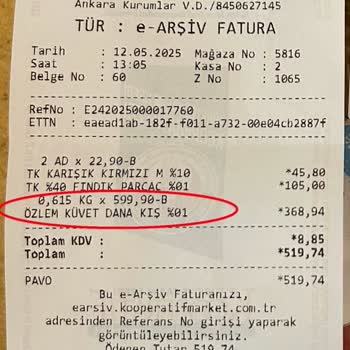 Ankara Kurumlar V.D./8450627145
TÜR : e-ARŞİV FATURA
Tarih : 12.05.2025 Mağaza No : 5816
Saat : 13:05 Kasa No : 2
Belge No : 60 Z No : 1065
RefNo : E242025000017760
ETTN : eaead1ab-182f-f011-a732-00e04cb2887f
2 AD x 22,90-B
TK KARIŞIK KIRMIZI M %10 *45,80
TK %40 FINDIK PARÇAC %01 *105,00
0,615 KG x 599,90-B
ÖZLEM KÜVET DANA KIŞ %01 *368,94
Toplam KDV : *8,85
Toplam : *519,74
PAVO *519,74
Bu e-Arşiv Faturanızı,
earsiv.kooperatifmarket.com.tr
adresinden Referans No girişi yaparak
görüntüleyebilirsiniz.
Ödenen Tutar 519,74